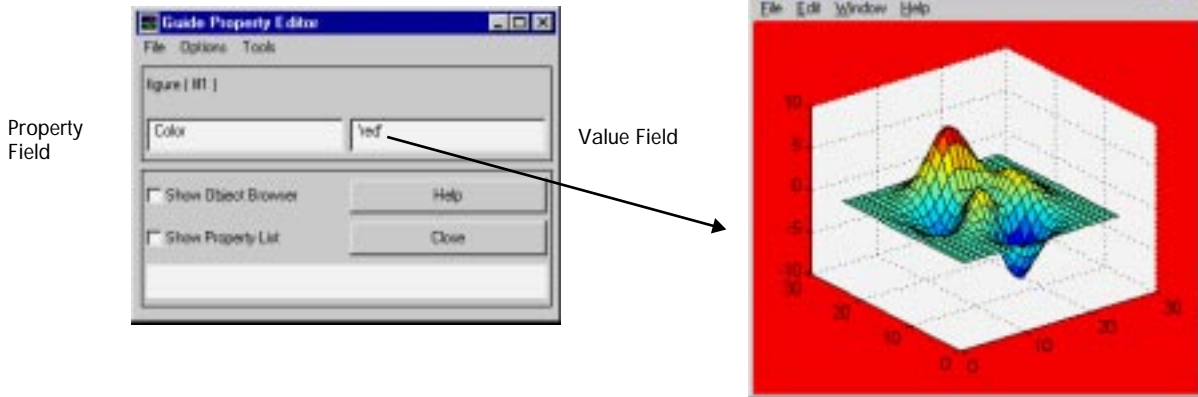 Guide Property Editor
File Options Tools
figure ( #1 )
Property
Field
Color
'red'
Value Field
Show Object Browser
Help
Show Property List
Close
File Edit Window Help
10
5
0
-5
-10
30
20
10
0
0
10
20
30